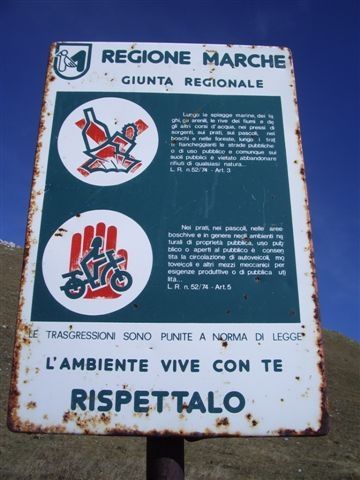 REGIONE MARCHE
GIUNTA REGIONALE
Lungo le spiagge marine, dei la
ghi, gli arenili, le rive dei fiumi e de
gli altri corsi d'acqua, nei pressi di
sorgenti, sui prati, sui pascoli, nei
boschi e nelle foreste, lungo i trat
ti fiancheggianti le strade pubbliche
o di uso pubblico e comunque sui
suoli pubblici e vietato abbandonare
rifiuti di qualsiasi natura...
L. R. n. 52/74 - Art. 3
Nei prati, nei pascoli, nelle aree
boschive e in genere negli ambienti na
turali di proprietà pubblica, uso pub
blico o aperti al pubblico è consen
tita la circolazione di autoveicoli, mo
toveicoli e altri mezzi meccanici per
esigenze produttive o di pubblica uti
lità...
L. R. n. 52/74 - Art. 5
LE TRASGRESSIONI SONO PUNITE A NORMA DI LEGGE
L'AMBIENTE VIVE CON TE
RISPETTALO